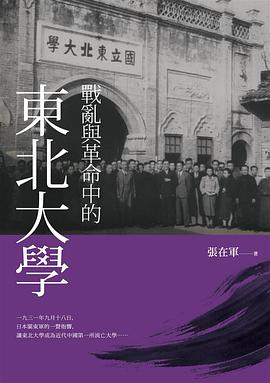 國立東北大學
戰亂與革命中的
東北大學
張在軍──著
一九三一年九月十八日，
日本關東軍的一聲炮響，
讓東北大學成為近代中國第一所流亡大學……